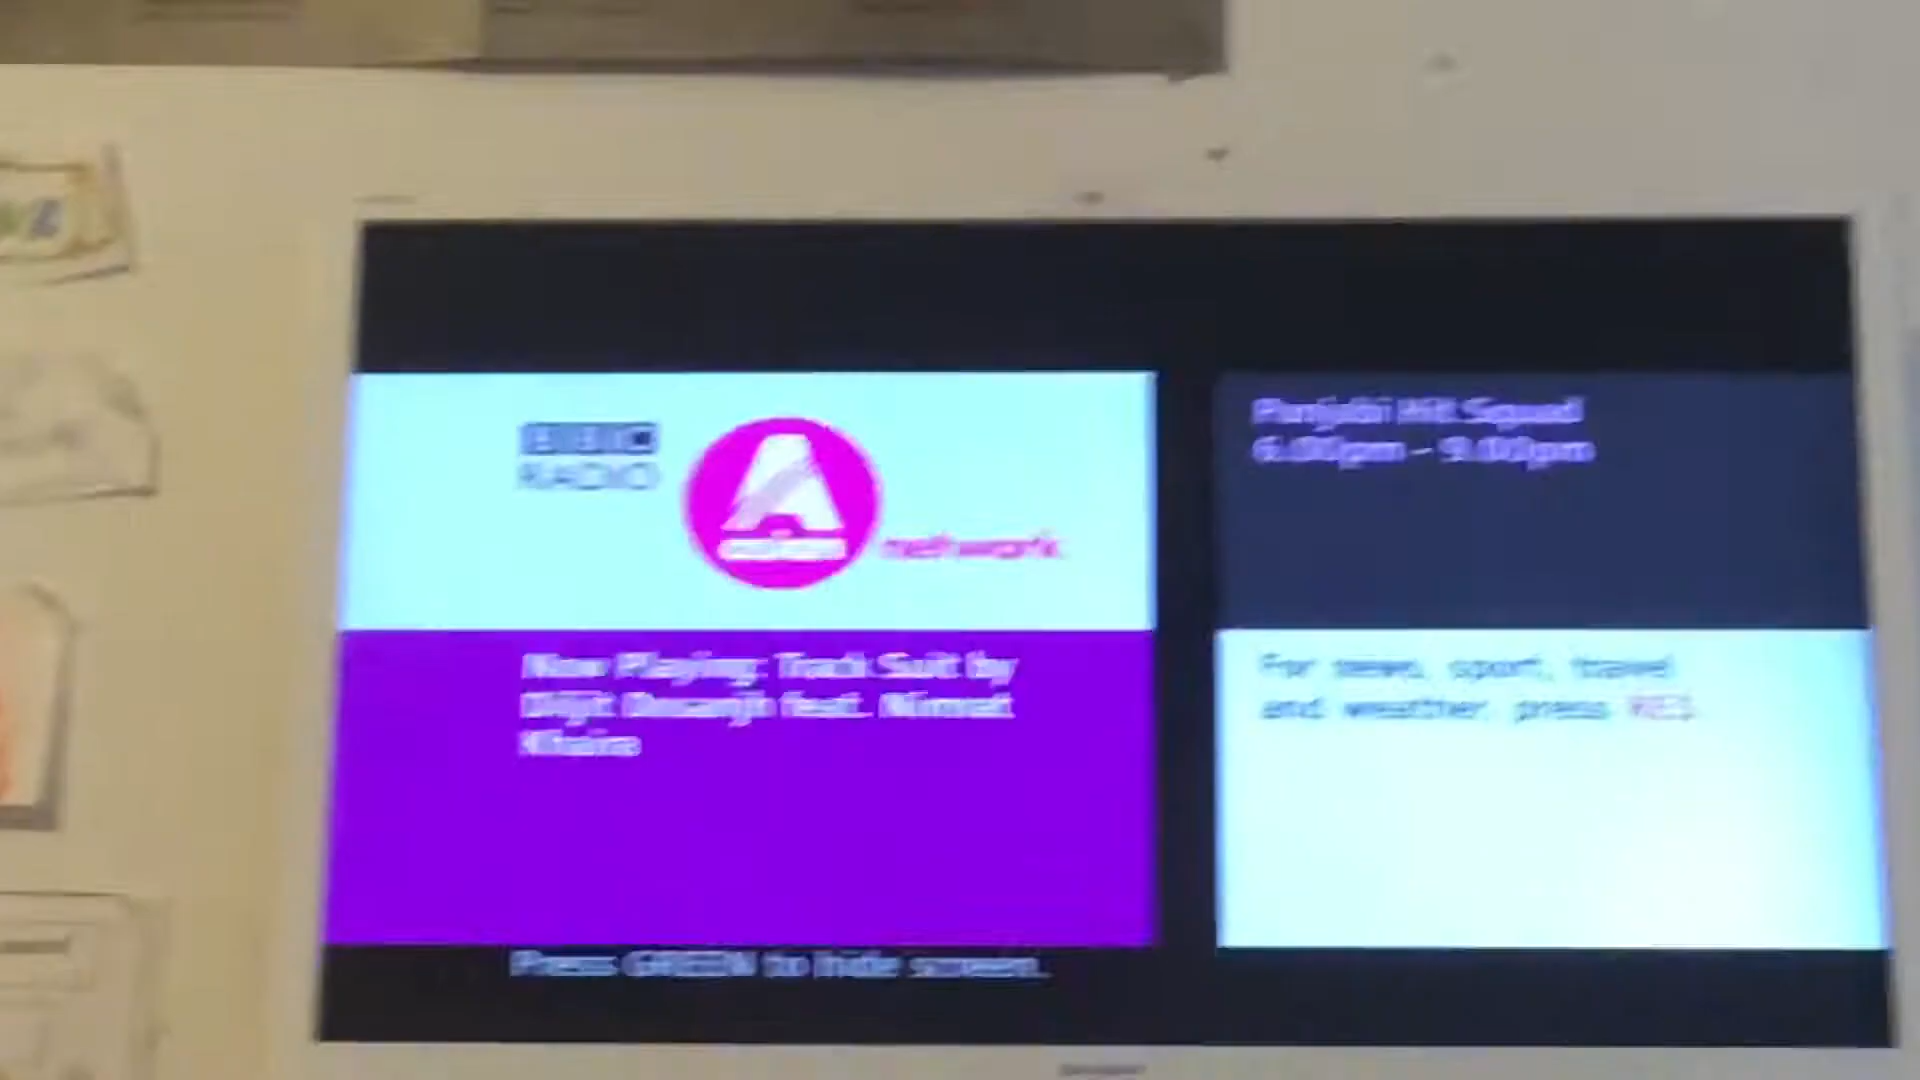 BBC
RADIO
network
Now Playing: Track Suit by
Diljit Dosanjh feat. Nimrat
Khaira
Press GREEN to hide screen.
Panjabi Hit Squad
6.00pm - 9.00pm
For news, sport, travel
and weather, press RED